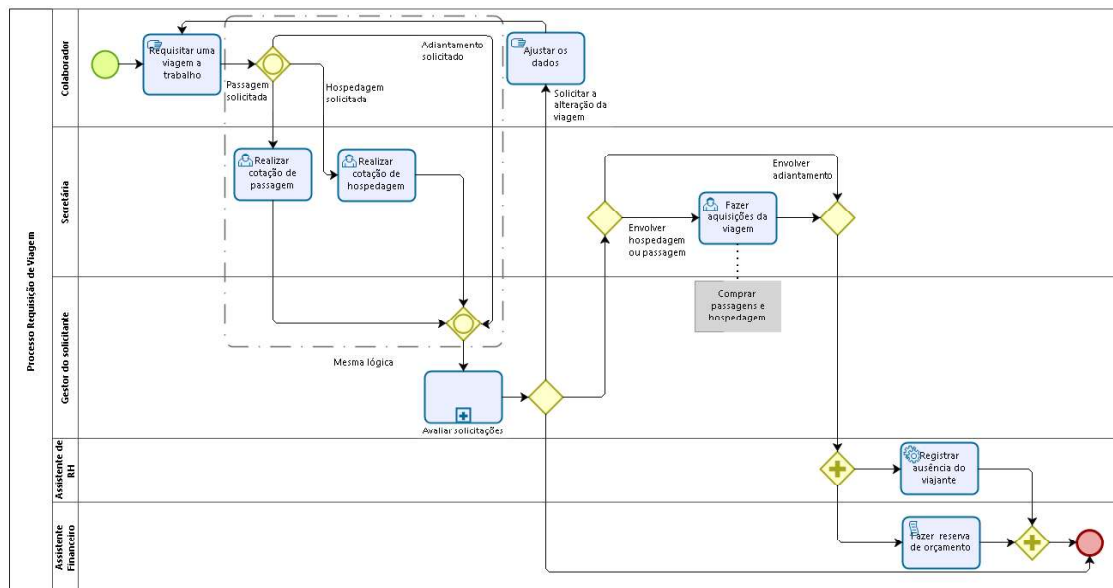 Processo Requisição de Viagem
Colaborador
Requisitar uma
viagem a
trabalho
Passagem
solicitada
Hospedagem
solicitada
Adiantamento
solicitado
Ajustar os
dados
Solicitar a
alteração da
viagem
Secretária
Realizar
cotação de
passagem
Realizar
cotação de
hospedagem
Envolver
hospedagem
ou passagem
Fazer
aquisições da
viagem
Envolver
adiantamento
Gestor do solicitante
Comprar
passagens e
hospedagem
Mesma lógica
Avaliar solicitações
Assistente de
RH
Registrar
ausência do
viajante
Assistente
Financeiro
Fazer reserva
de orçamento